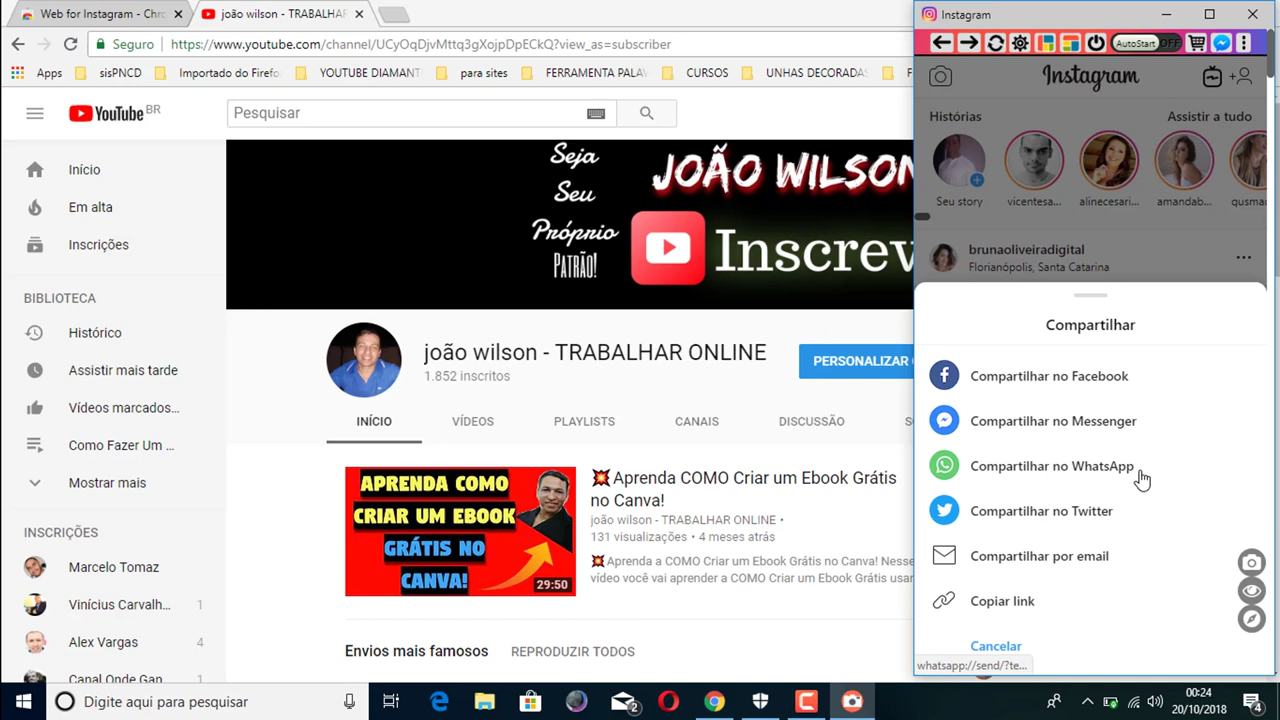 Web for Instagram - Chro
joão wilson - TRABALHAR
Seguro
https://www.youtube.com/channel/UCyOqDjvMttq3gXojpDpECkQ?view_as=subscriber
Apps
sisPNCD
Importado do Firefo
YOUTUBE DIAMANT
para sites
FERRAMENTA PALAV
CURSOS
UNHAS DECORADAS
YouTube BR
Pesquisar
Início
Em alta
Inscrições
BIBLIOTECA
Histórico
Assistir mais tarde
Vídeos marcados...
Como Fazer Um ...
Mostrar mais
INSCRIÇÕES
Marcelo Tomaz
Vinícius Carvalh... 1
Alex Vargas 4
Canal Onde Gan
Seja
Seu
Próprio
PATRÃO!
JOÃO WILSON
Inscrev
joão wilson - TRABALHAR ONLINE
1.852 inscritos
PERSONALIZAR
INÍCIO
VÍDEOS
PLAYLISTS
CANAIS
DISCUSSÃO
APRENDA COMO
CRIAR UM EBOOK
GRÁTIS NO
CANVA!
29:50
💥Aprenda COMO Criar um Ebook Grátis
no Canva!
joão wilson - TRABALHAR ONLINE •
131 visualizações • 4 meses atrás
💥Aprenda a COMO Criar um Ebook Grátis no Canva! Nesse
vídeo você vai aprender a COMO Criar um Ebook Grátis usan
Envios mais famosos
REPRODUZIR TODOS
Instagram
AutoStart OFF
Instagram
Histórias
Assistir a tudo
Seu story
vicentesa...
alinecesari...
amandab...
gusmao
brunaoliveiradigital
Florianópolis, Santa Catarina
Compartilhar
Compartilhar no Facebook
Compartilhar no Messenger
Compartilhar no WhatsApp
Compartilhar no Twitter
Compartilhar por email
Copiar link
Cancelar
whatsapp://send/?te...
Digite aqui para pesquisar
2
00:24
20/10/2018
4